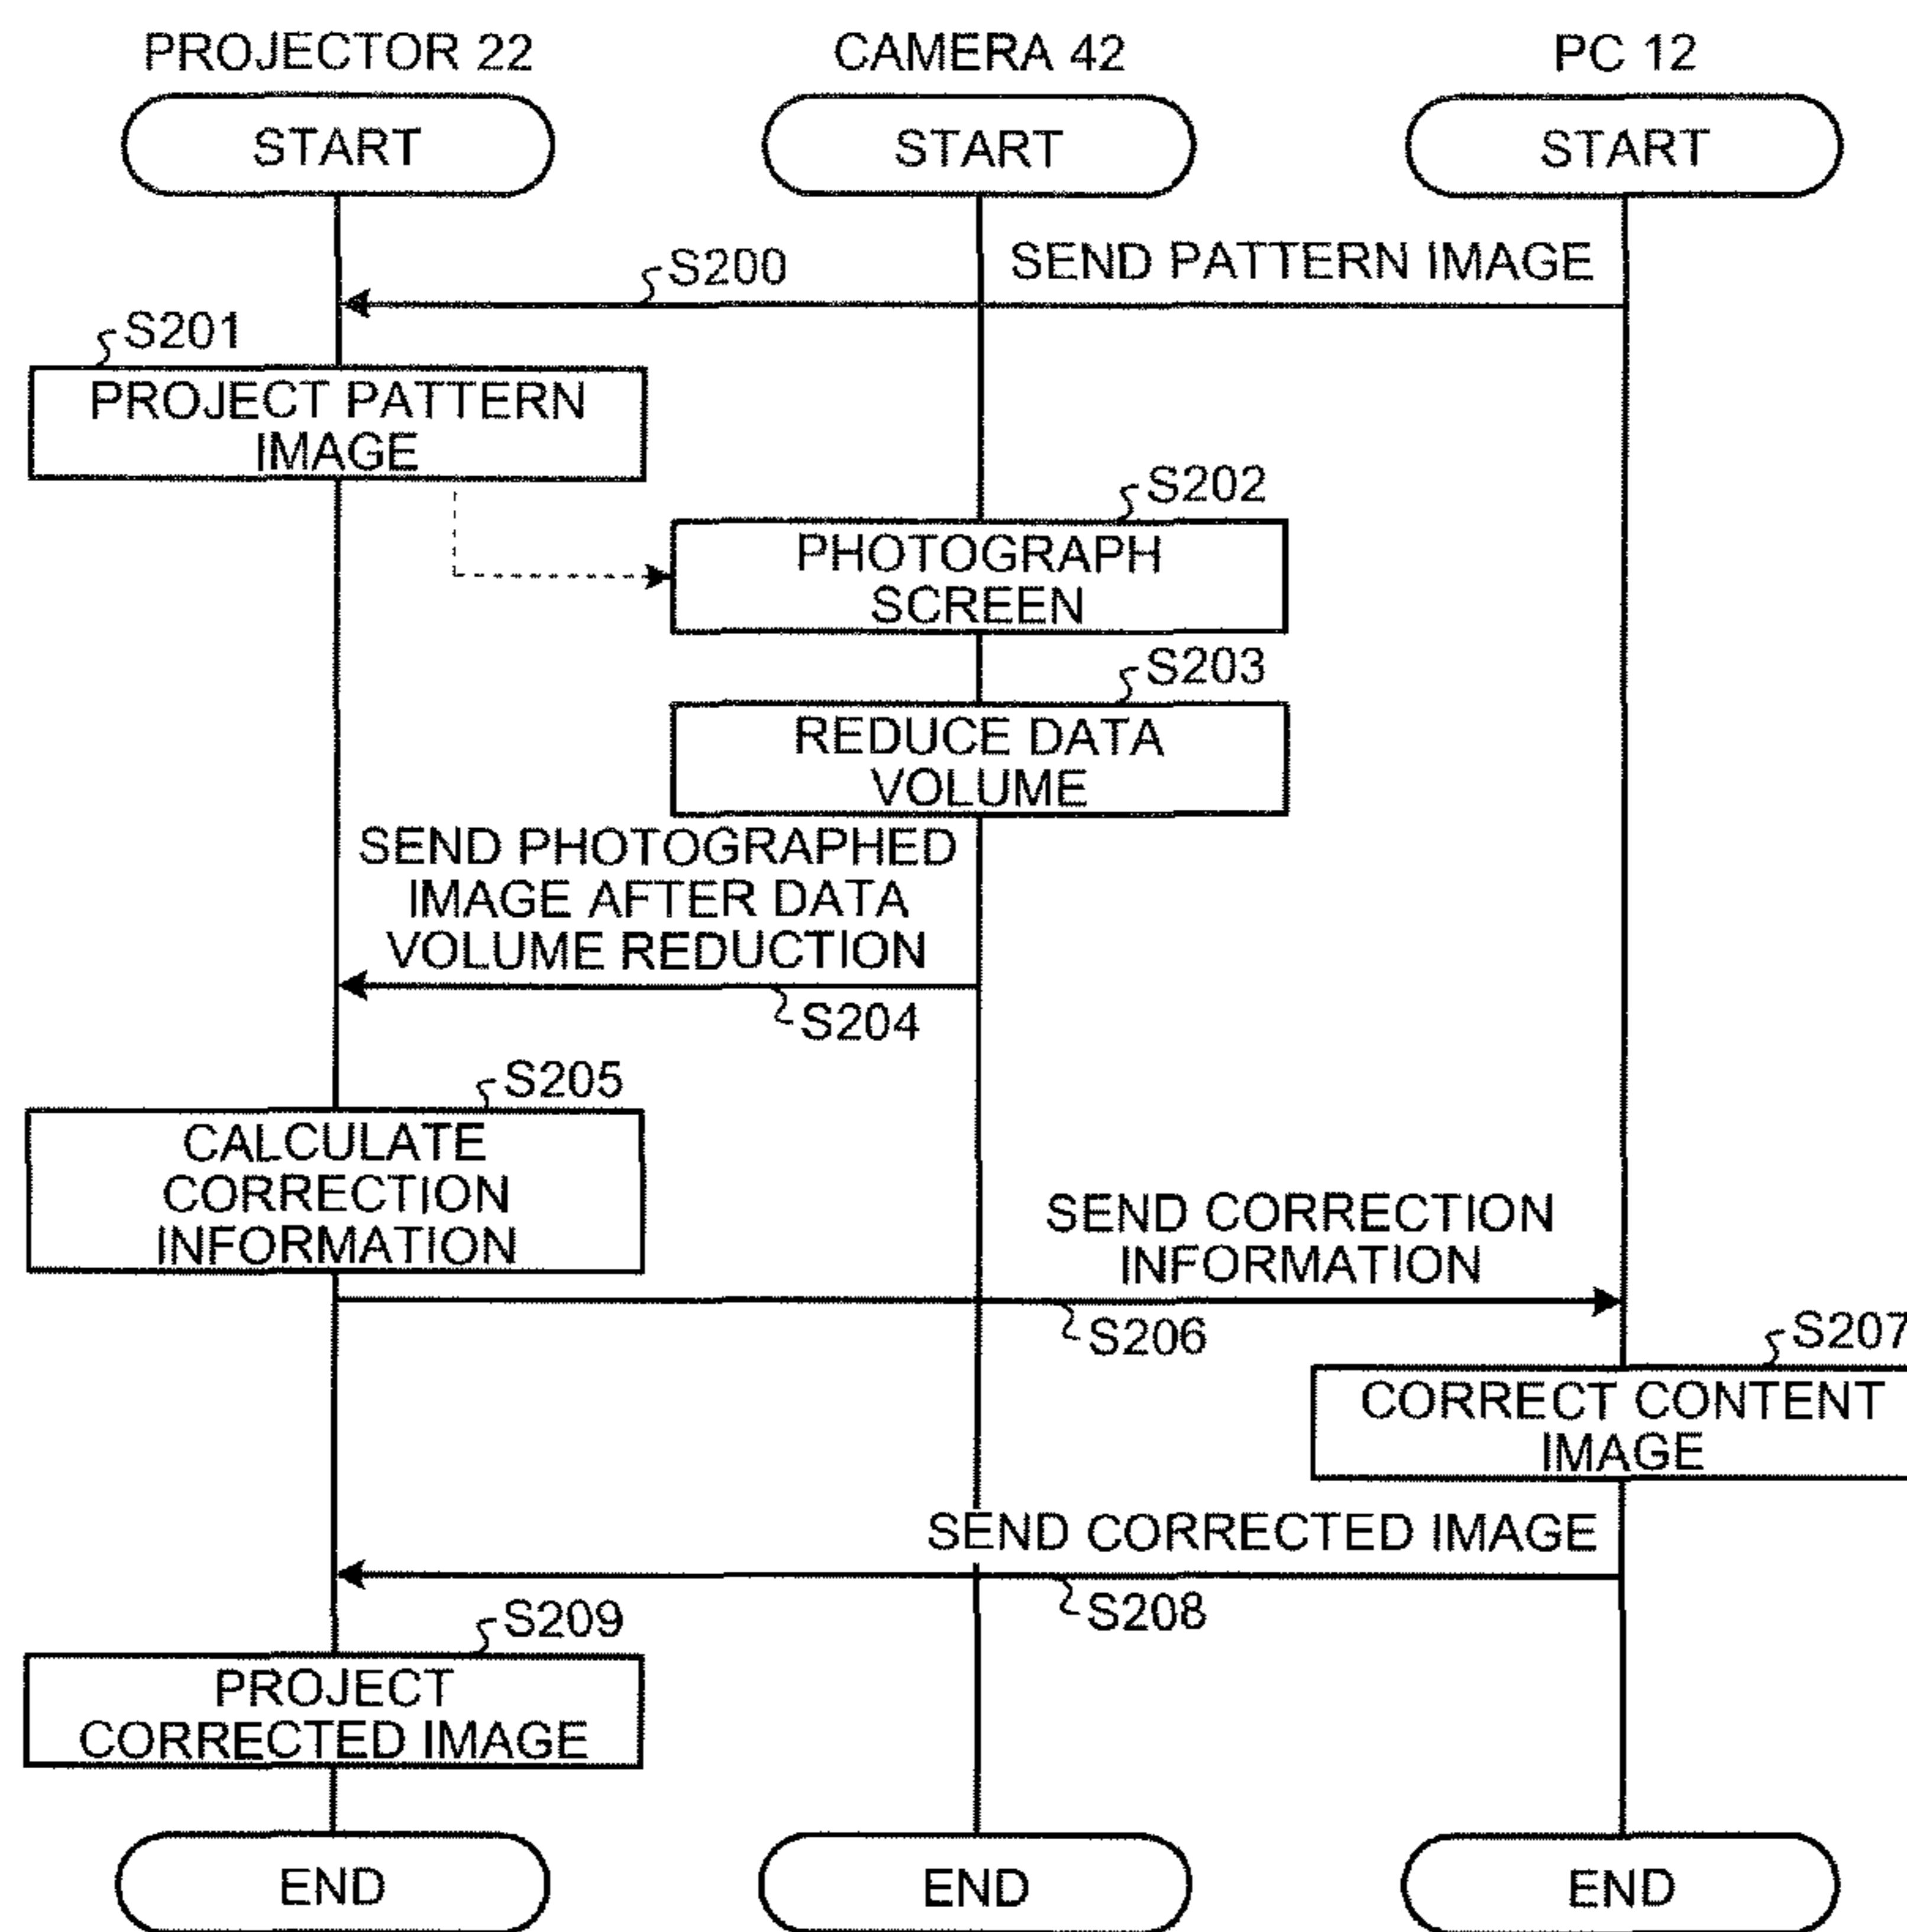 PROJECTOR 22
CAMERA 42
PC 12
START
START
START
SEND PATTERN IMAGE
S200
S201
PROJECT PATTERN
IMAGE
S202
PHOTOGRAPH
SCREEN
S203
REDUCE DATA
VOLUME
SEND PHOTOGRAPHED
IMAGE AFTER DATA
VOLUME REDUCTION
S204
S205
CALCULATE
CORRECTION
INFORMATION
SEND CORRECTION
INFORMATION
S206
S207
CORRECT CONTENT
IMAGE
SEND CORRECTED IMAGE
S208
S209
PROJECT
CORRECTED IMAGE
END
END
END